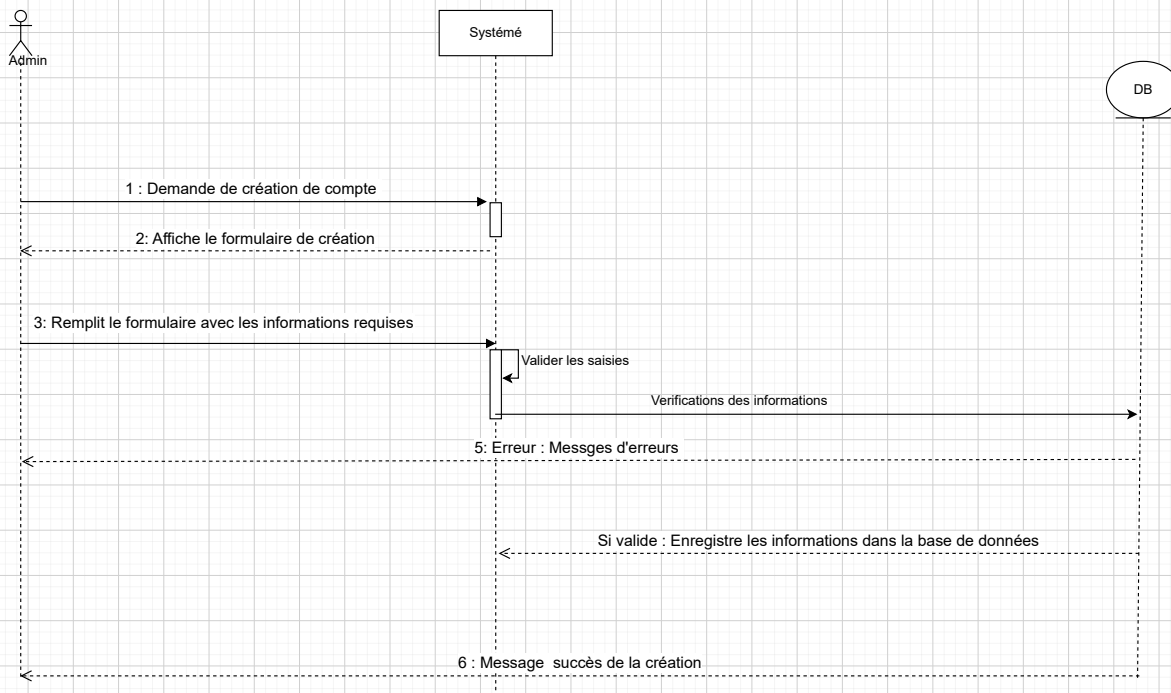 Systémé
Admin
DB
1 : Demande de création de compte
2: Affiche le formulaire de création
3: Remplit le formulaire avec les informations requises
Valider les saisies
Verifications des informations
5: Erreur : Messges d'erreurs
Si valide : Enregistre les informations dans la base de données
6 : Message  succès de la création